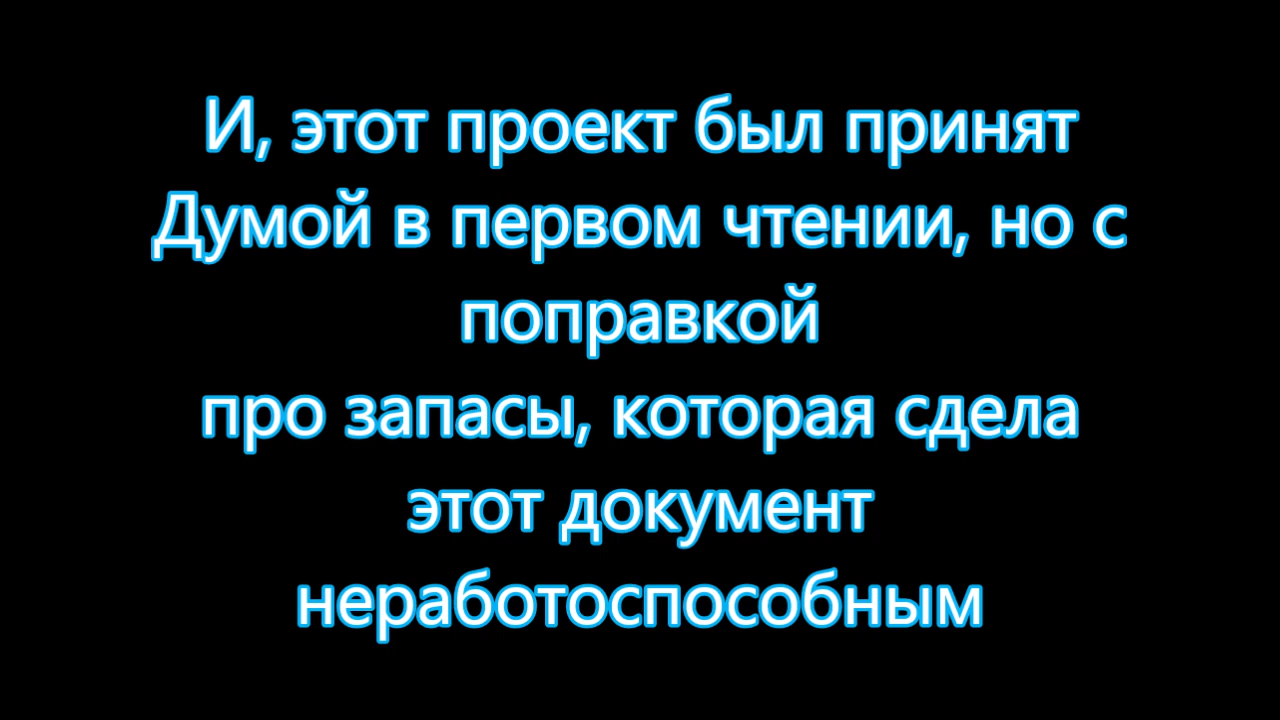 И, этот проект был принят
Думой в первом чтении, но с
поправкой
про запасы, которая сдела
этот документ
неработоспособным